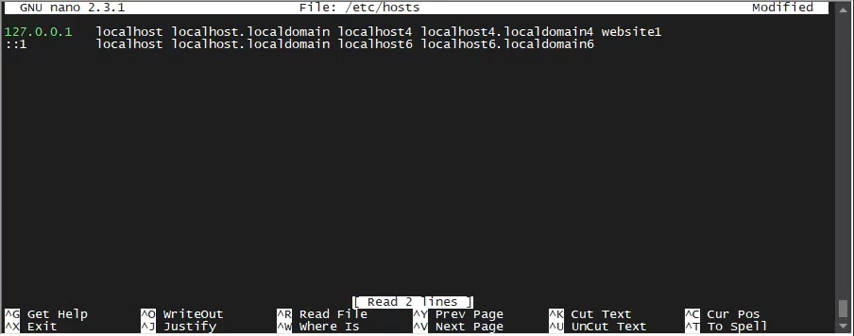 GNU nano 2.3.1 File: /etc/hosts Modified
127.0.0.1 localhost localhost.localdomain localhost4 localhost4.localdomain4 website1
::1 localhost localhost.localdomain localhost6 localhost6.localdomain6
[ Read 2 lines ]
^G Get Help ^O WriteOut ^R Read File ^Y Prev Page ^K Cut Text ^C Cur Pos
^X Exit ^J Justify ^W Where Is ^V Next Page ^U UnCut Text ^T To Spell